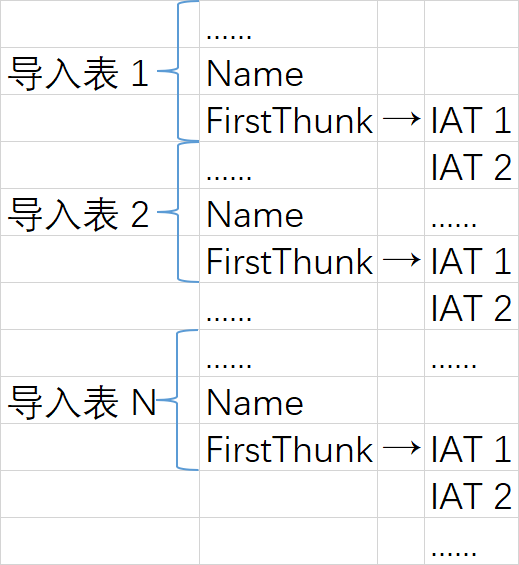 ......
导入表 1 Name
FirstThunk → IAT 1
...... IAT 2
导入表 2 Name ......
FirstThunk → IAT 1
...... IAT 2
...... ......
导入表 N Name
FirstThunk → IAT 1
IAT 2
......